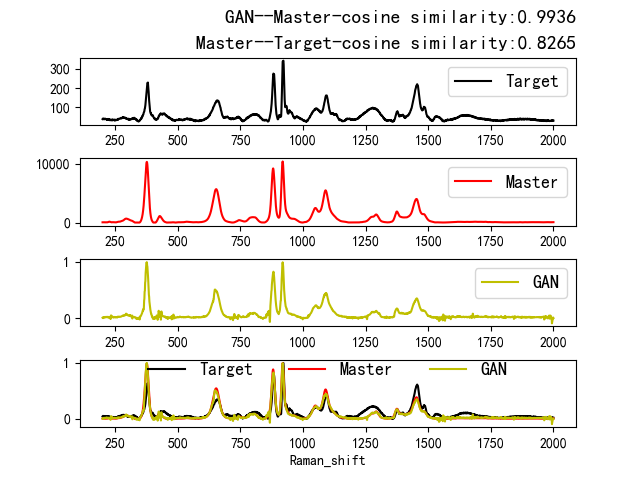 GAN--Master-cosine similarity:0.9936
Master--Target-cosine similarity:0.8265
300
200
100
Target
250 500 750 1000 1250 1500 1750 2000
10000
0
Master
250 500 750 1000 1250 1500 1750 2000
1
0
GAN
250 500 750 1000 1250 1500 1750 2000
1
0
Target Master GAN
250 500 750 1000 1250 1500 1750 2000
Raman_shift